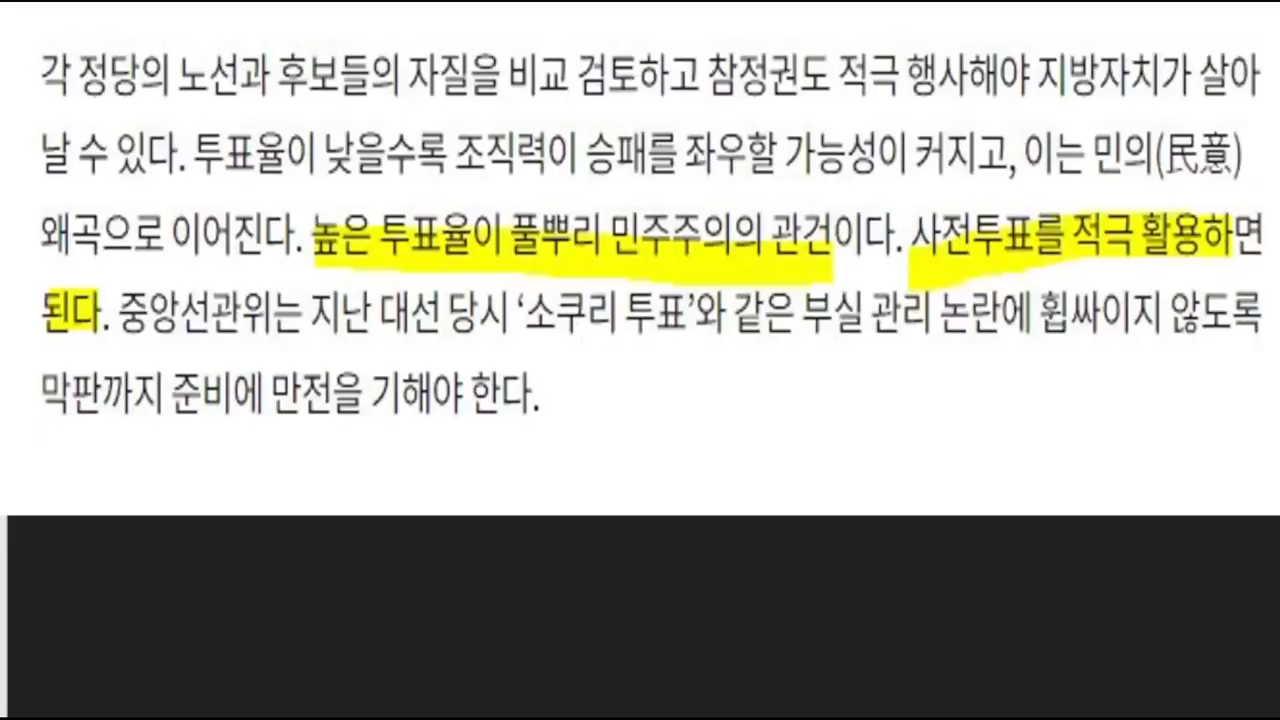 각 정당의 노선과 후보들의 자질을 비교 검토하고 참정권도 적극 행사해야 지방자치가 살아
날 수 있다. 투표율이 낮을수록 조직력이 승패를 좌우할 가능성이 커지고, 이는 민의(民意)
왜곡으로 이어진다. 높은 투표율이 풀뿌리 민주주의의 관건이다. 사전투표를 적극 활용하면
된다. 중앙선관위는 지난 대선 당시 ‘소쿠리 투표’와 같은 부실 관리 논란에 휩싸이지 않도록
막판까지 준비에 만전을 기해야 한다.